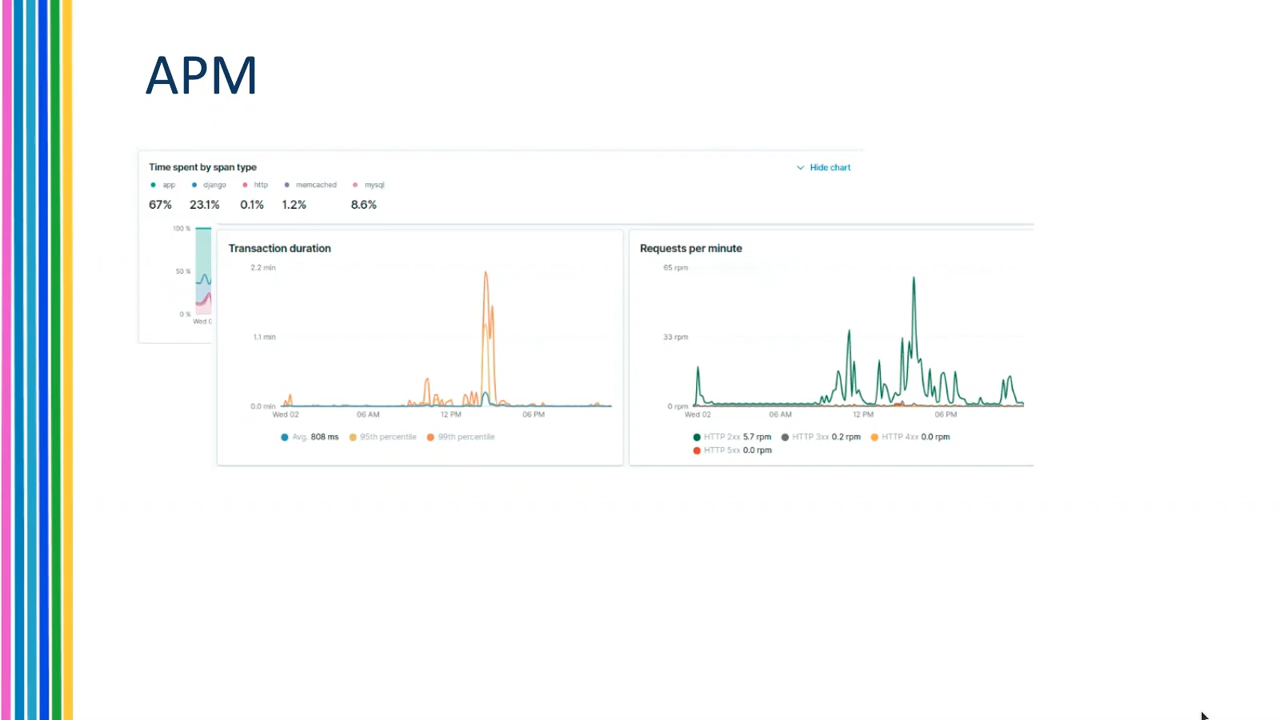 APM
Time spent by span type
Hide chart
app django http memcached mysql
67% 23.1% 0.1% 1.2% 8.6%
100 %
50 %
0 %
Wed 0
Transaction duration
2.2 min
1.1 min
0.0 min
Wed 02 06 AM 12 PM 06 PM
Avg. 808 ms 95th percentile 99th percentile
Requests per minute
65 rpm
33 rpm
0 rpm
Wed 02 06 AM 12 PM 06 PM
HTTP 2xx 5.7 rpm HTTP 3xx 0.2 rpm HTTP 4xx 0.0 rpm
HTTP 5xx 0.0 rpm